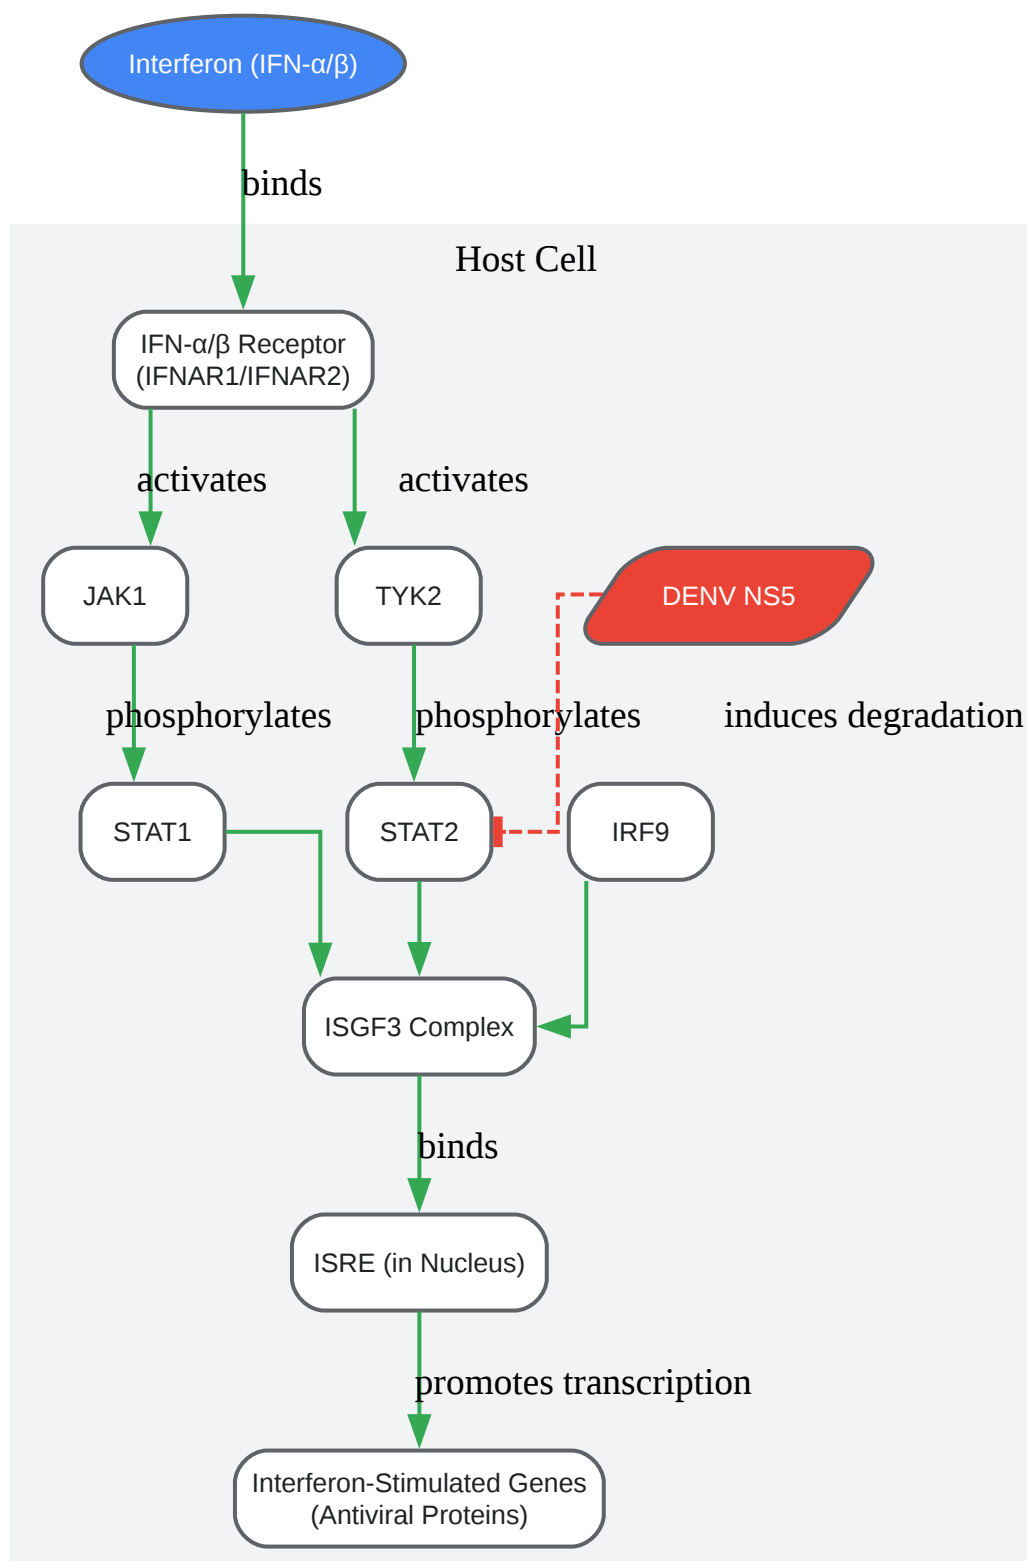 Interferon (IFN-α/β)
binds
Host Cell
IFN-α/β Receptor
(IFNAR1/IFNAR2)
activates
activates
JAK1
TYK2
DENV NS5
phosphorylates
phosphorylates
induces degradation
STAT1
STAT2
IRF9
ISGF3 Complex
binds
ISRE (in Nucleus)
promotes transcription
Interferon-Stimulated Genes
(Antiviral Proteins)